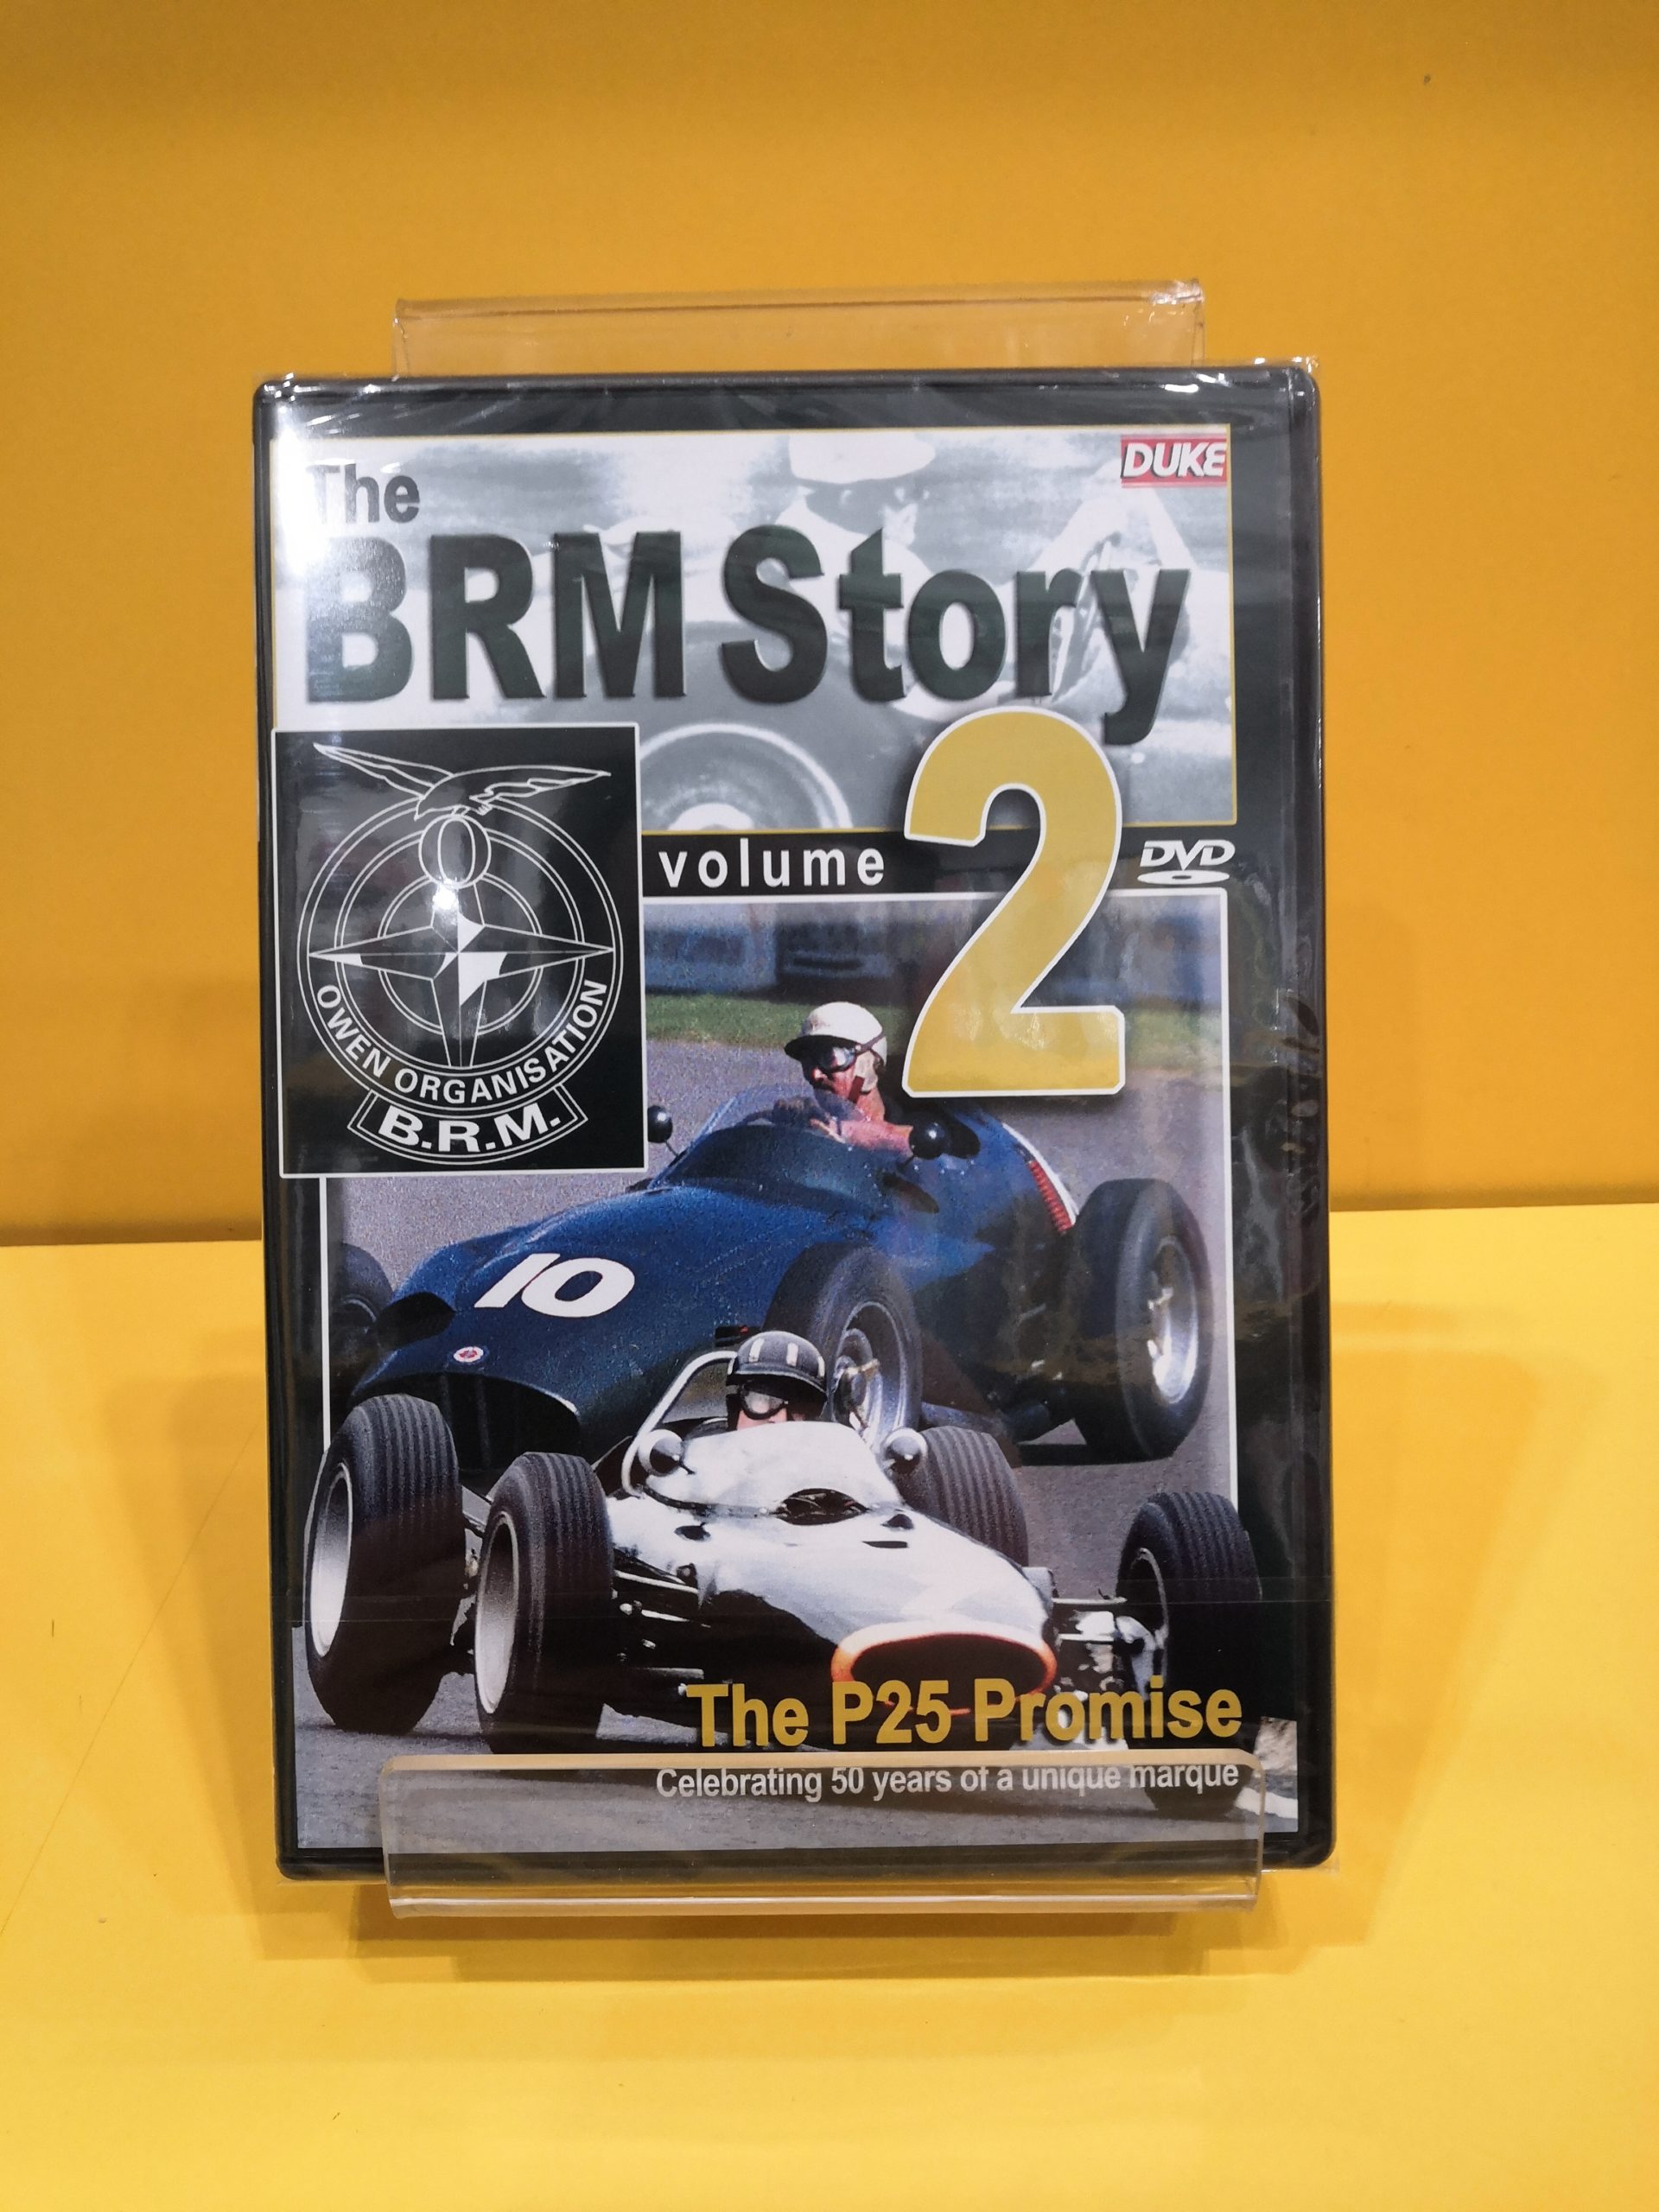 DUKE
The
BRM Story
volume 2
DVD
OWEN ORGANISATION
B.R.M.
10
The P25 Promise
Celebrating 50 years of a unique marque